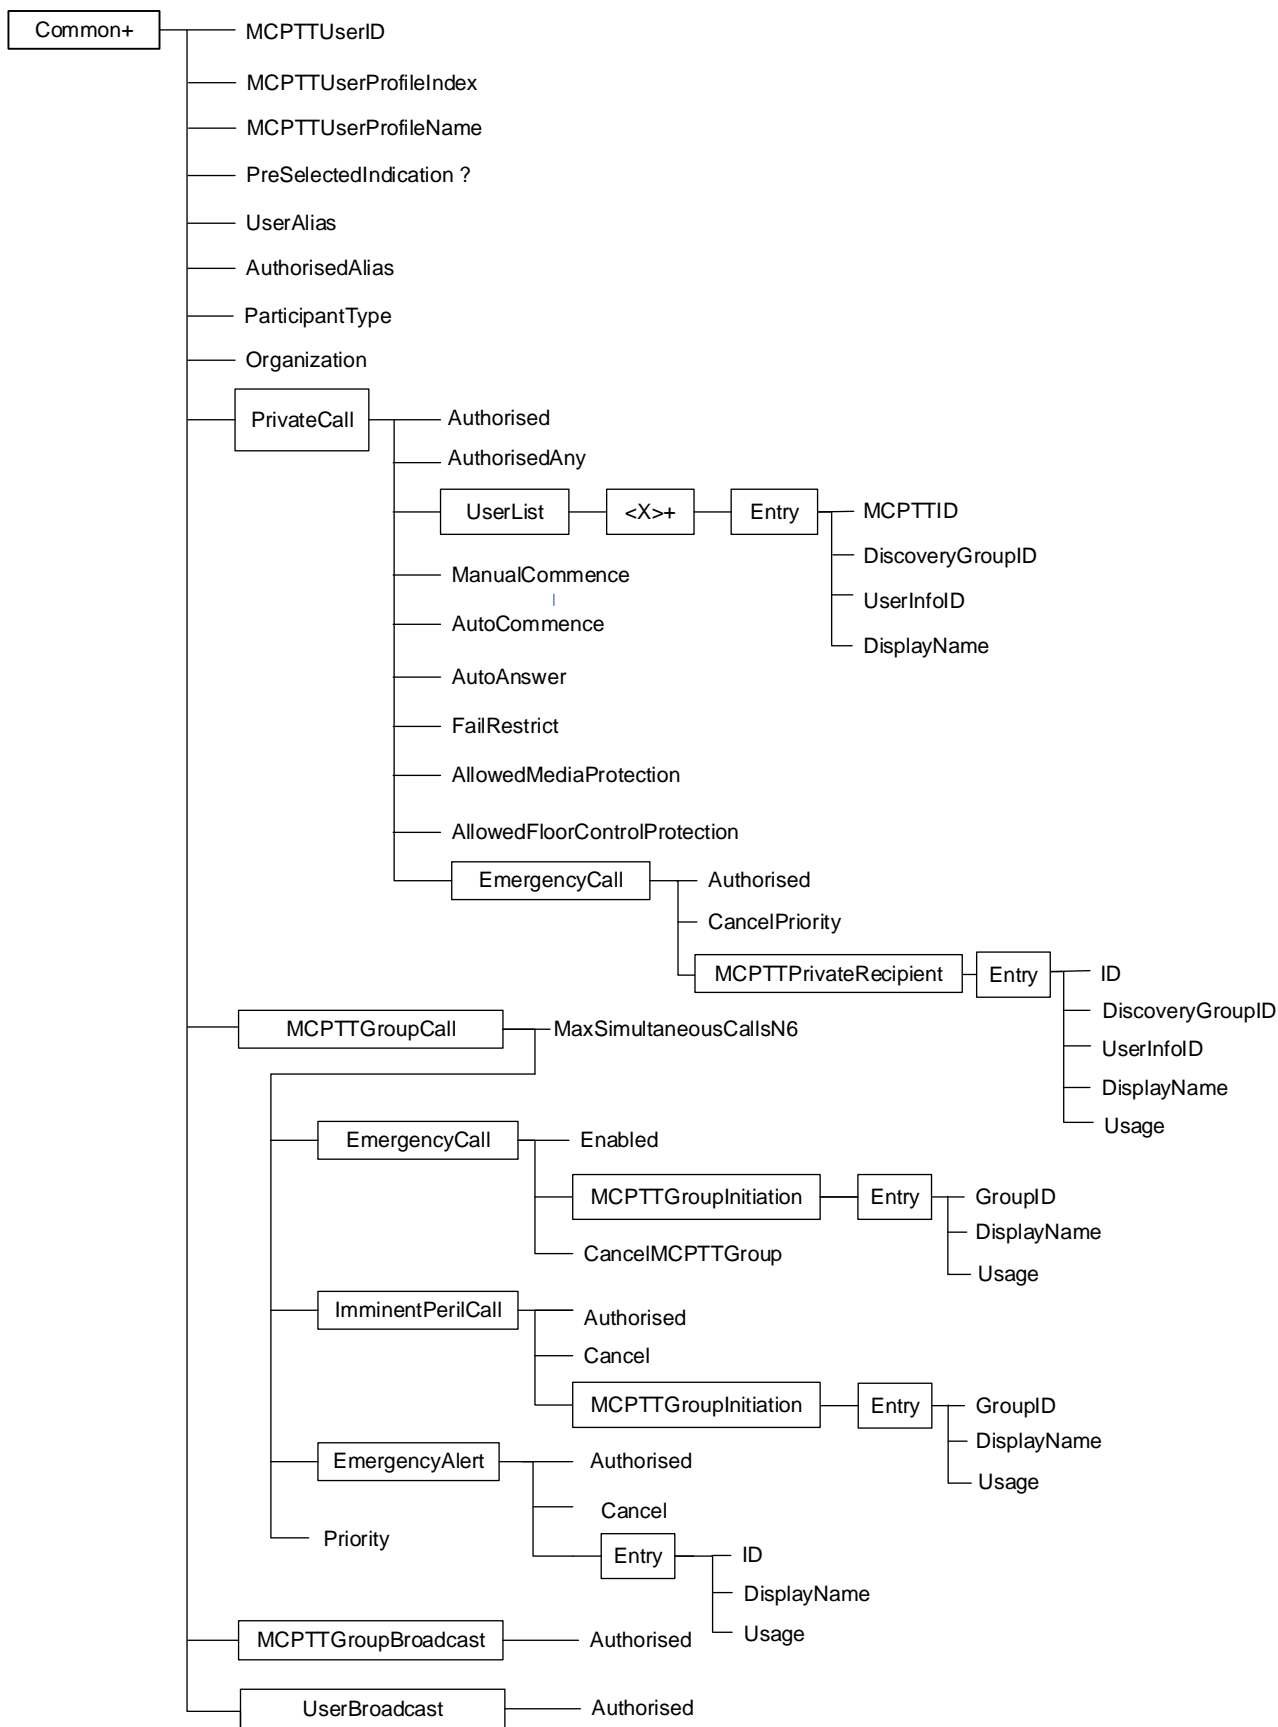 Common+
MCPTTUserID
MCPTTUserProfileIndex
MCPTTUserProfileName
PreSelectedIndication ?
UserAlias
AuthorisedAlias
ParticipantType
Organization
PrivateCall
Authorised
AuthorisedAny
UserList
<X>+
Entry
MCPTTID
DiscoveryGroupID
UserInfoID
DisplayName
ManualCommence
AutoCommence
AutoAnswer
FailRestrict
AllowedMediaProtection
AllowedFloorControlProtection
EmergencyCall
Authorised
CancelPriority
MCPTTPrivateRecipient
Entry
ID
DiscoveryGroupID
UserInfoID
DisplayName
Usage
MCPTTGroupCall
MaxSimultaneousCallsN6
EmergencyCall
Enabled
MCPTTGroupInitiation
Entry
GroupID
DisplayName
Usage
CancelMCPTTGroup
ImminentPerilCall
Authorised
Cancel
MCPTTGroupInitiation
Entry
GroupID
DisplayName
Usage
EmergencyAlert
Authorised
Cancel
Entry
ID
DisplayName
Usage
Priority
MCPTTGroupBroadcast
Authorised
UserBroadcast
Authorised